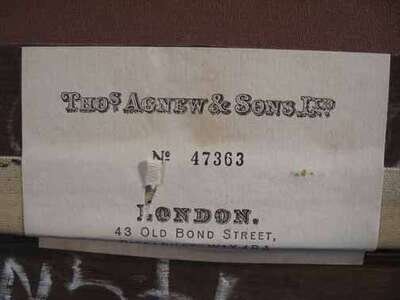 Thos. Agnew & Sons, Ltd.
No 47363
London.
43 Old Bond Street,